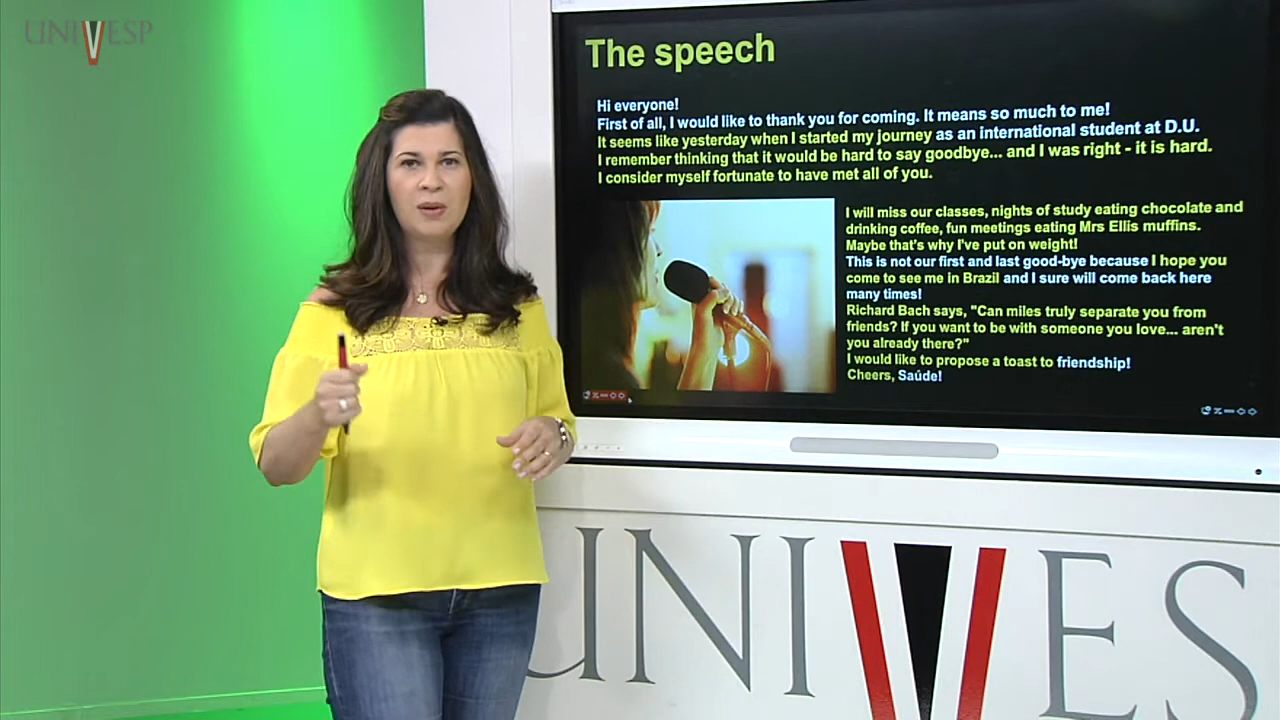 UNIVESP
The speech
Hi everyone!
First of all, I would like to thank you for coming. It means so much to me!
It seems like yesterday when I started my journey as an international student at D.U.
I remember thinking that it would be hard to say goodbye... and I was right - it is hard.
I consider myself fortunate to have met all of you.
I will miss our classes, nights of study eating chocolate and
drinking coffee, fun meetings eating Mrs Ellis muffins.
Maybe that's why I've put on weight!
This is not our first and last good-bye because I hope you
come to see me in Brazil and I sure will come back here
many times!
Richard Bach says, "Can miles truly separate you from
friends? If you want to be with someone you love... aren't
you already there?"
I would like to propose a toast to friendship!
Cheers, Saúde!
UNIVES